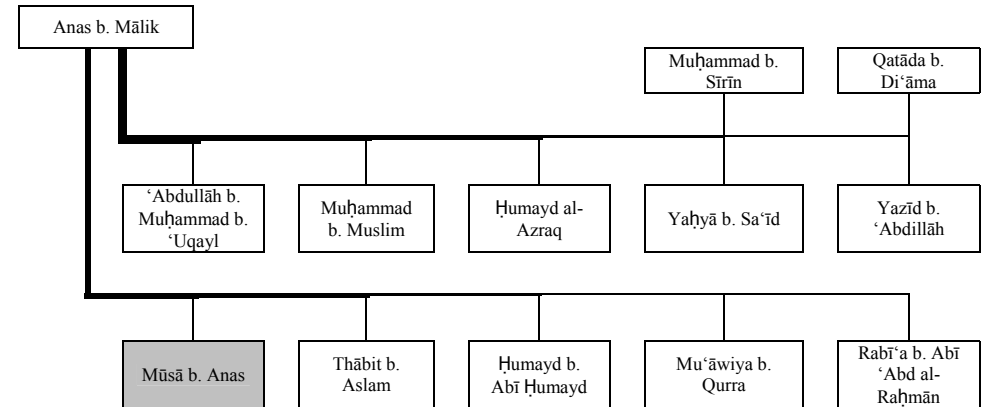 Anas b. Mālik
Muḥammad b.
Sīrīn
Qatāda b.
Di‘āma
‘Abdullāh b.
Muḥammad b.
‘Uqayl
Muḥammad
b. Muslim
Ḥumayd al-
Azraq
Yaḥyā b. Sa‘īd
Yazīd b.
‘Abdillāh
Mūsā b. Anas
Thābit b.
Aslam
Ḥumayd b.
Abī Ḥumayd
Mu‘āwiya b.
Qurra
Rabī‘a b. Abī
‘Abd al-
Raḥmān